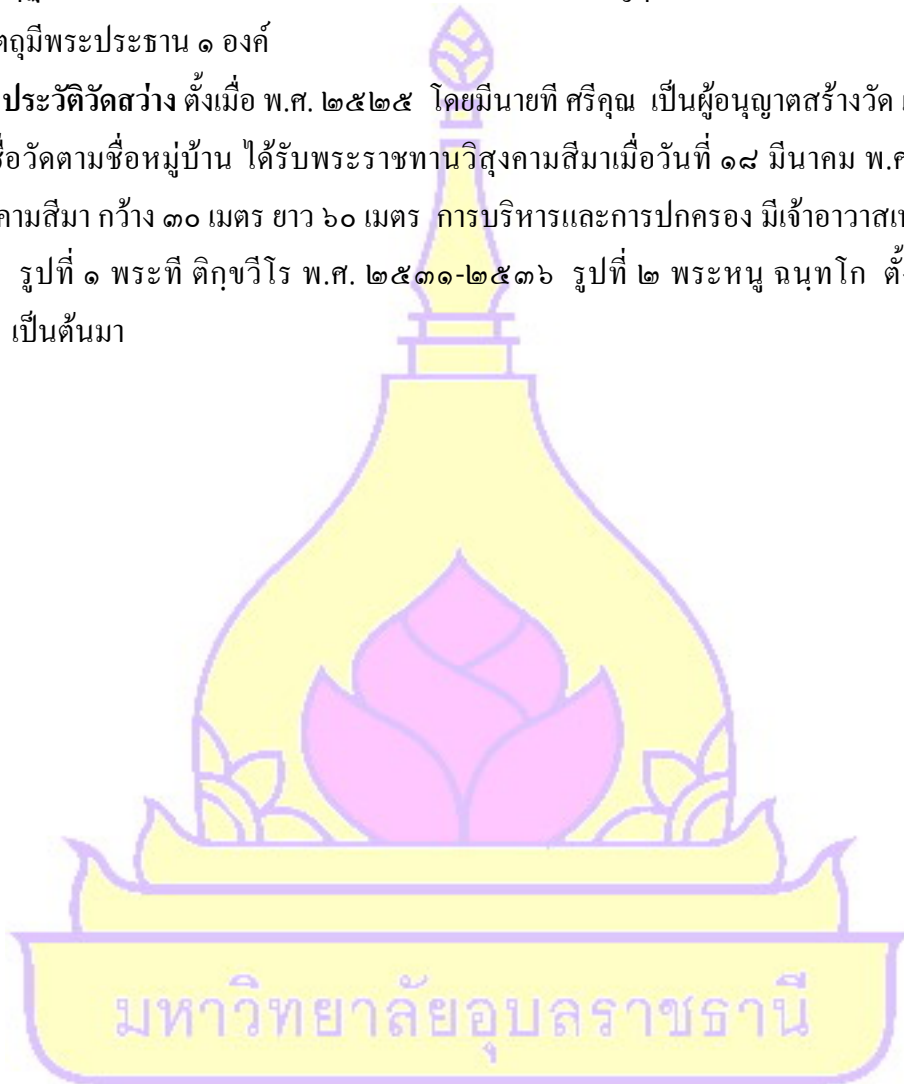 ตถุมีพระประธาน ๑ องค์
ประวัติวัดสว่าง ตั้งเมื่อ พ.ศ. ๒๕๒๕ โดยมีนายที ศรีคุณ เป็นผู้อนุญาตสร้างวัด
ชื่อวัดตามชื่อหมู่บ้าน ได้รับพระราชทานวิสุงคามสีมาเมื่อวันที่ ๑๘ มีนาคม พ.ศ
คามสีมา กว้าง ๓๐ เมตร ยาว ๖๐ เมตร การบริหารและการปกครอง มีเจ้าอาวาสเท
รูปที่ ๑ พระที ติกฺขวีโร พ.ศ. ๒๕๓๑-๒๕๓๖ รูปที่ ๒ พระหนู ฉนฺทโก ตั้
เป็นต้นมา
มหาวิทยาลัยอุบลราชธานี